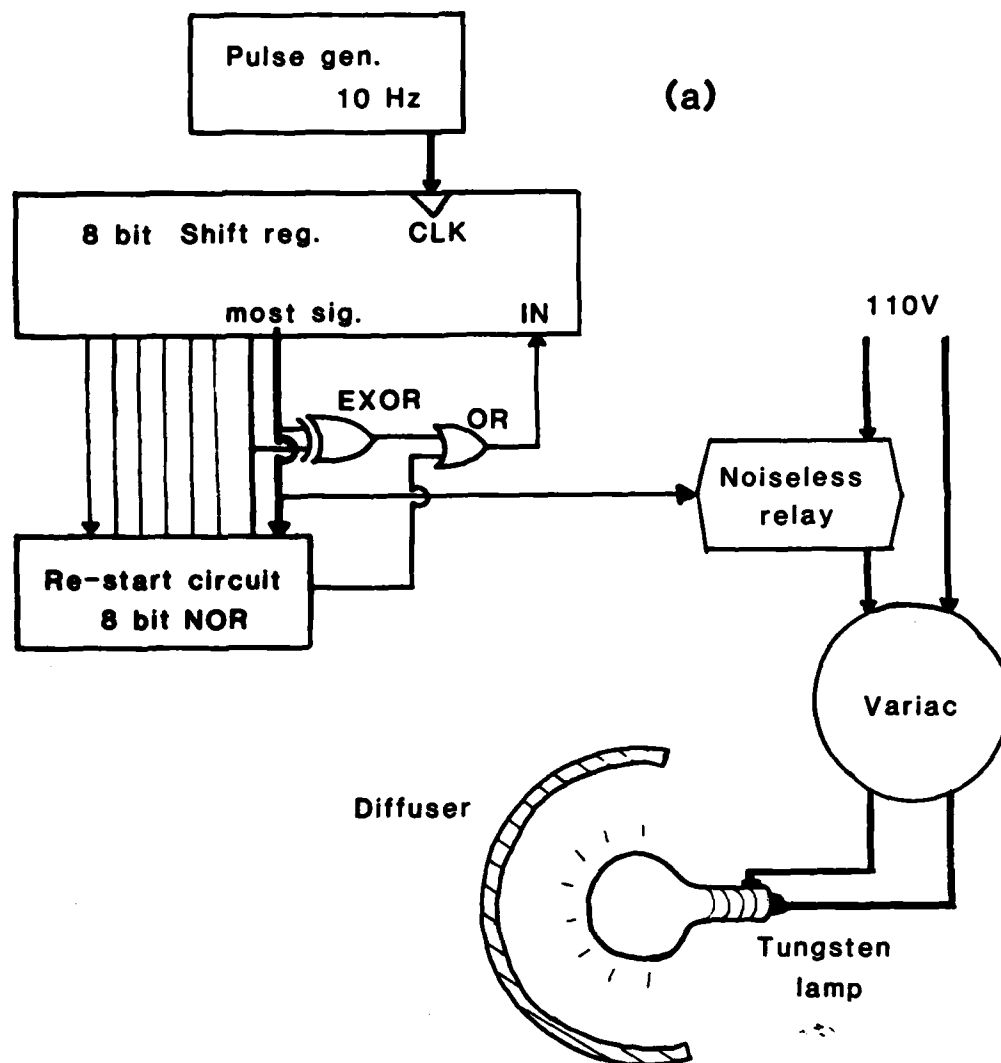 Pulse gen.
10 Hz
(a)
8 bit Shift reg.
CLK
most sig.
IN
110V
EXOR
OR
Noiseless
relay
Re-start circuit
8 bit NOR
Variac
Diffuser
Tungsten
lamp